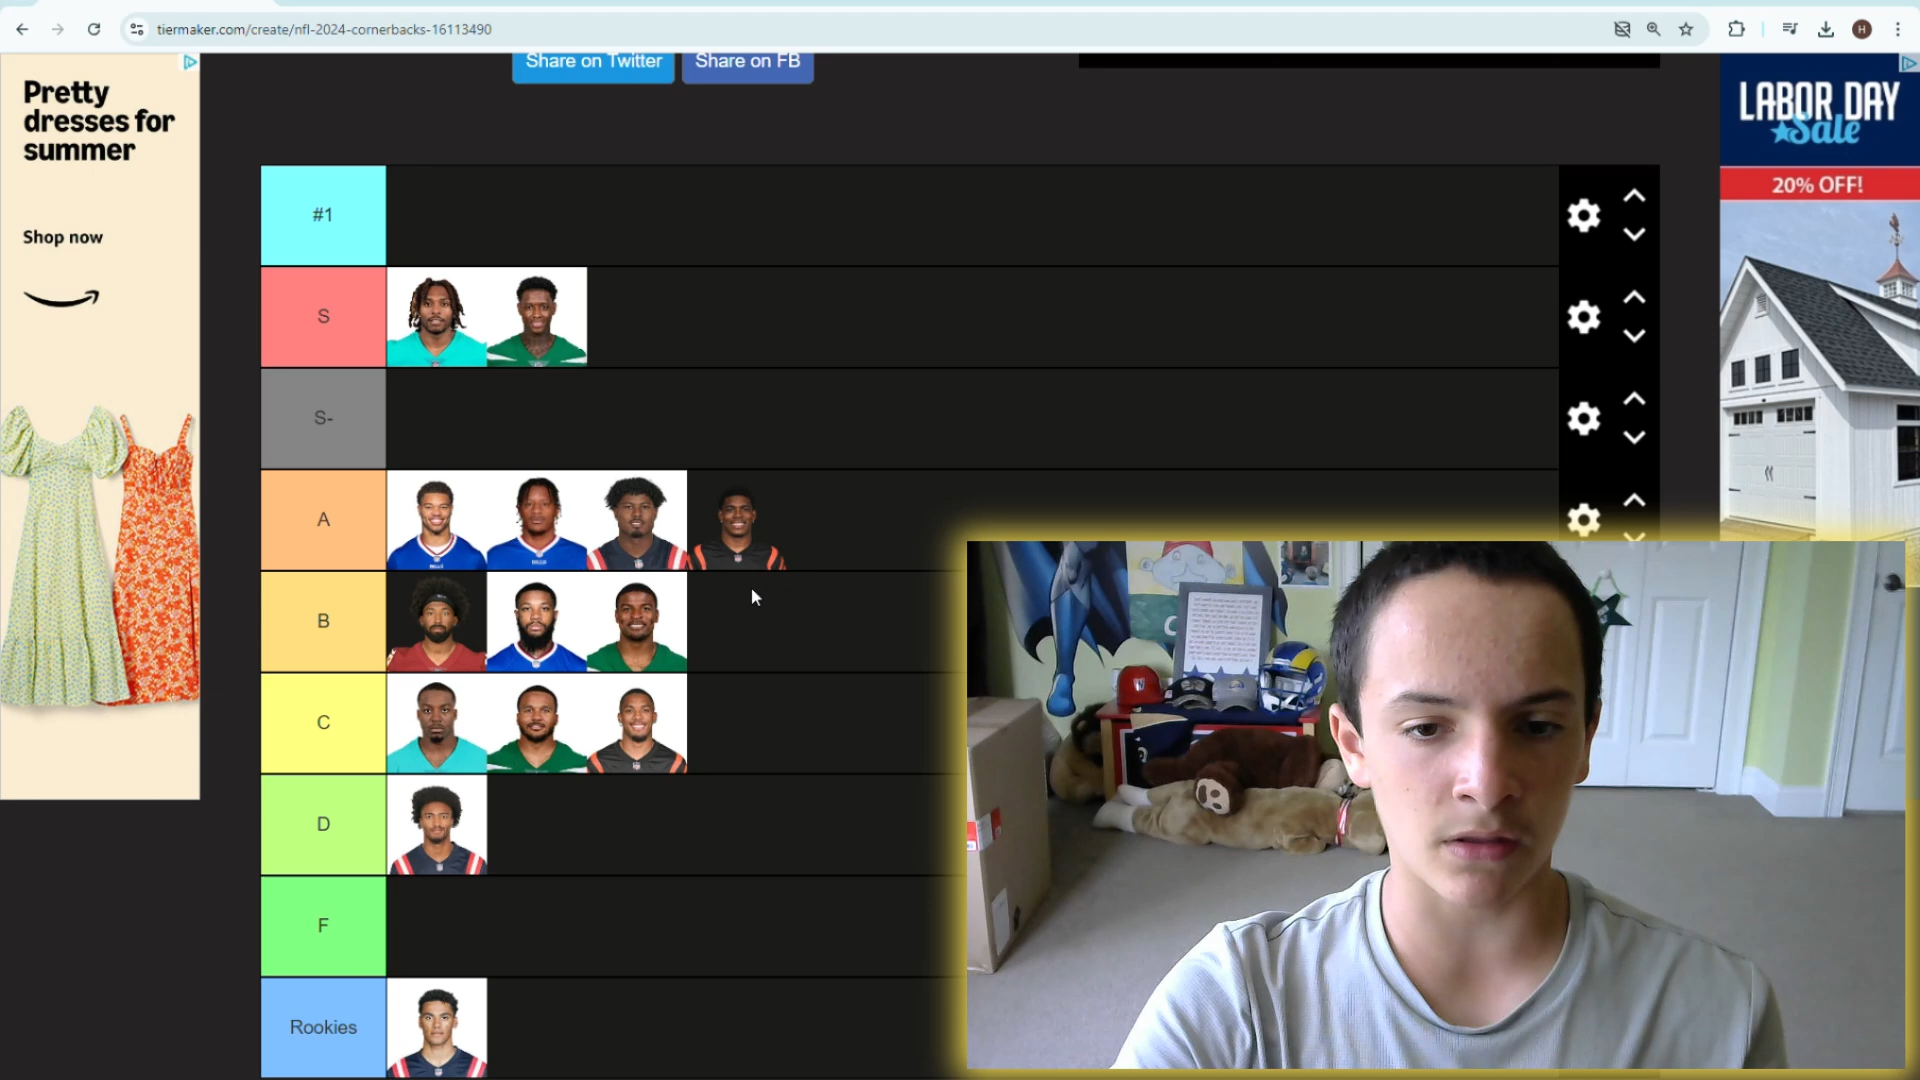 tiermaker.com/create/nfl-2024-cornerbacks-16113490
H
Share on Twitter
Share on FB
Pretty
dresses for
summer
Shop now
LABOR DAY
Sale
20% OFF!
#1
S
S-
A
B
C
D
F
Rookies